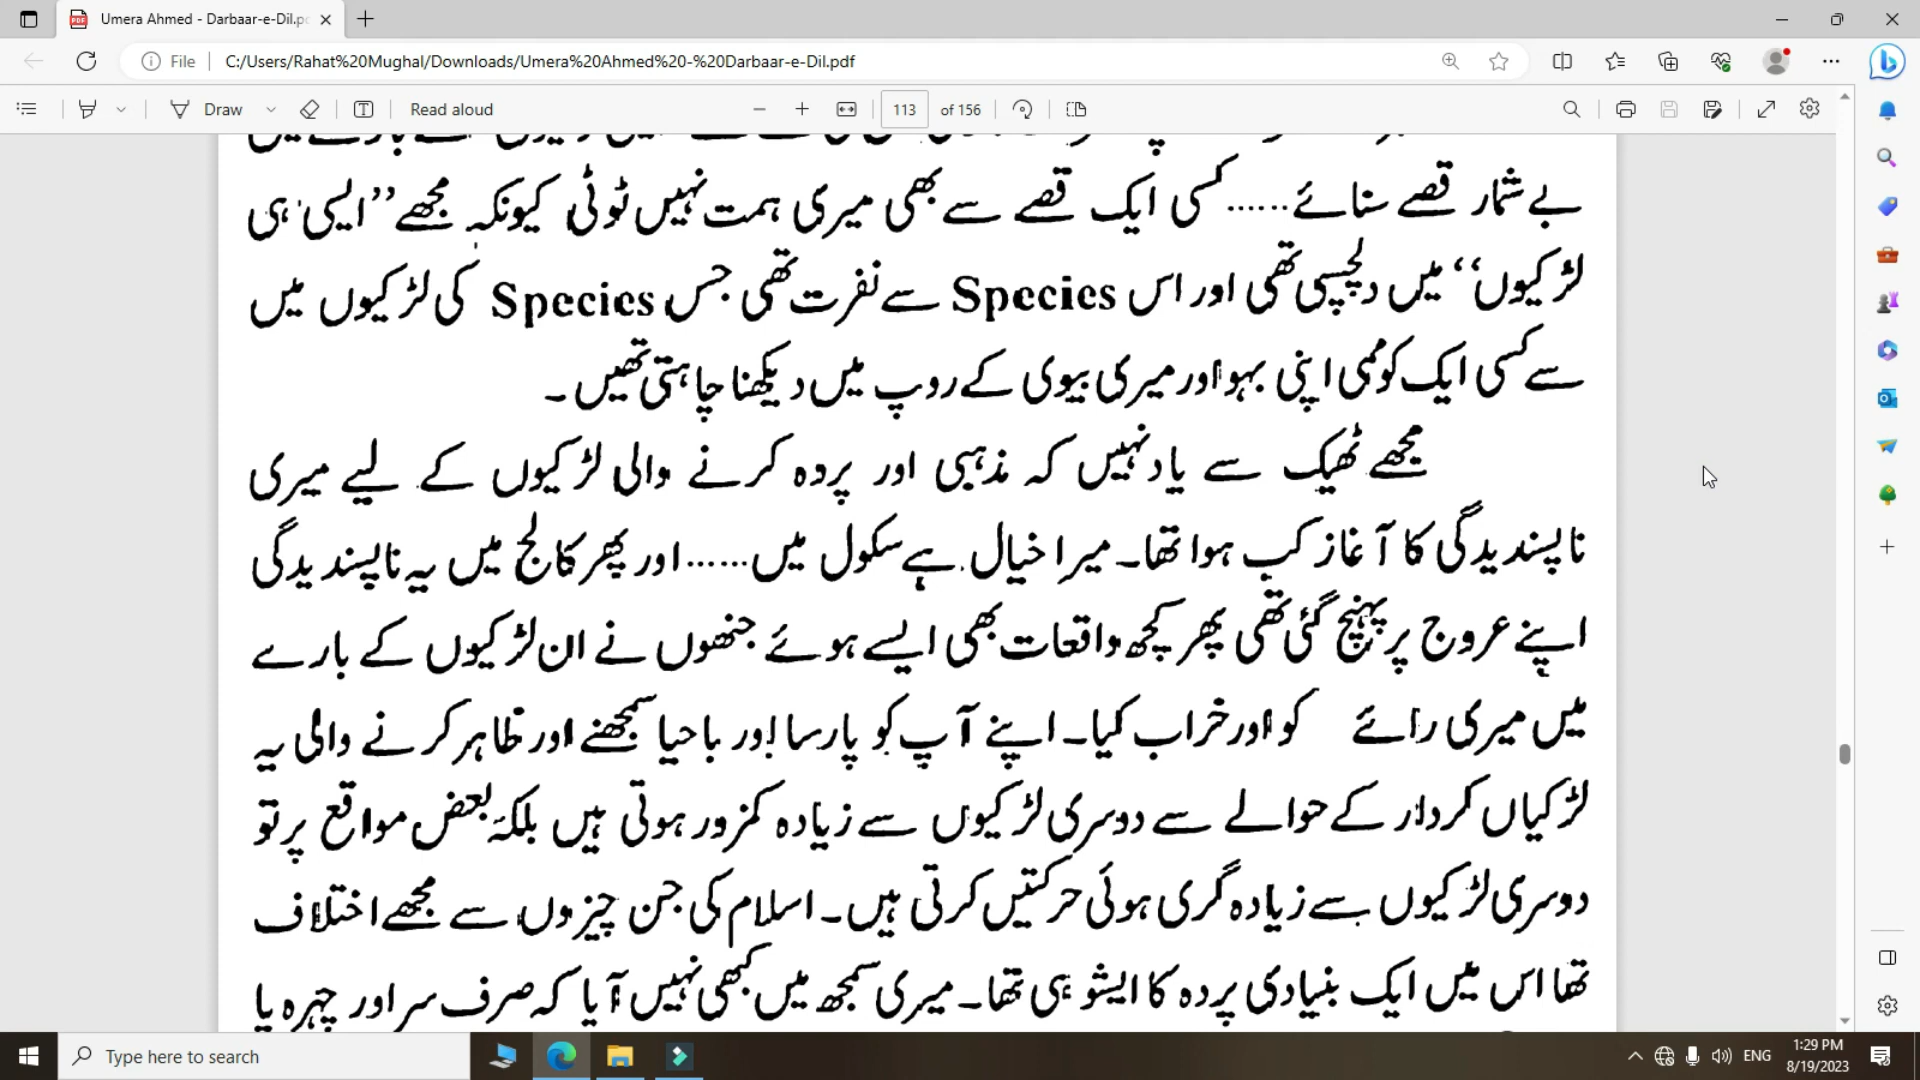 Umera Ahmed - Darbaar-e-Dil.p
File
C:/Users/Rahat%20Mughal/Downloads/Umera%20Ahmed%20-%20Darbaar-e-Dil.pdf
Draw
Read aloud
113 of 156
بے شمار قصے سنائے......کسی ایک قصے سے بھی میری ہمت نہیں ٹوٹی کیونکہ مجھے ’’ایسی ہی
لڑکیوں‘‘ میں دلچسپی تھی اور اس Species سے نفرت تھی جس Species کی لڑکیوں میں
سے کسی ایک کو ممی اپنی بہو اور میری بیوی کے روپ میں دیکھنا چاہتی تھیں۔
مجھے ٹھیک سے یاد نہیں کہ مذہبی اور پردہ کرنے والی لڑکیوں کے لیے میری
ناپسندیدگی کا آغاز کب ہوا تھا۔ میرا خیال ہے سکول میں......اور پھر کالج میں یہ ناپسندیدگی
اپنے عروج پر پہنچ گئی تھی پھر کچھ واقعات بھی ایسے ہوئے جنھوں نے ان لڑکیوں کے بارے
میں میری رائے کو اور خراب کیا۔ اپنے آپ کو پارسا اور باحیا سمجھنے اور ظاہر کرنے والی یہ
لڑکیاں کردار کے حوالے سے دوسری لڑکیوں سے زیادہ کمزور ہوتی ہیں بلکہ بعض مواقع پر تو
دوسری لڑکیوں سے زیادہ گری ہوئی حرکتیں کرتی ہیں۔ اسلام کی جن چیزوں سے مجھے اختلاف
تھا اس میں ایک بنیادی پردہ کا ایشو ہی تھا۔ میری سمجھ میں کبھی نہیں آیا کہ صرف سر اور چہرہ یا
Type here to search
ENG
1:29 PM
8/19/2023